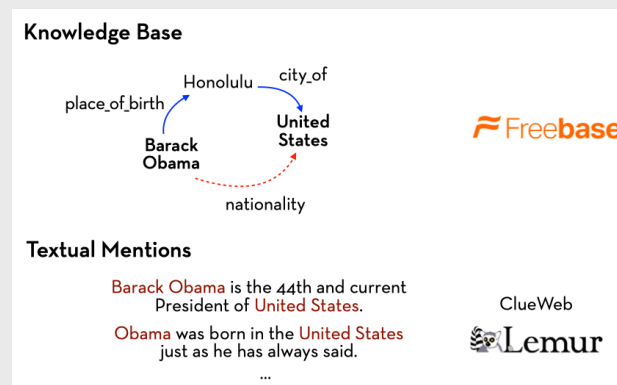 Knowledge Base
Honolulu
city_of
place_of_birth
United
States
Barack
Obama
nationality
Freebase
Textual Mentions
Barack Obama is the 44th and current
President of United States.
Obama was born in the United States
just as he has always said.
...
ClueWeb
Lemur